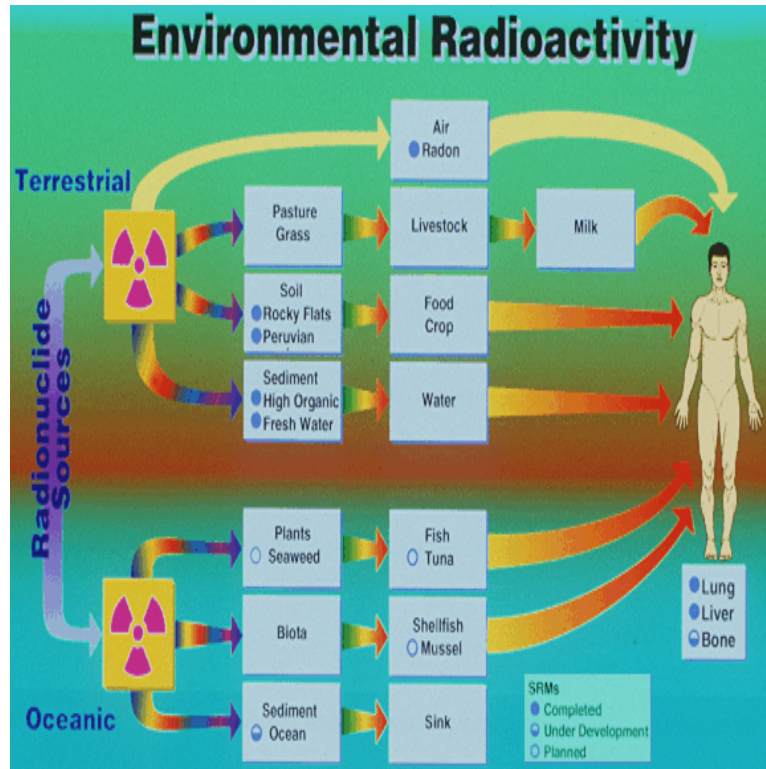 Environmental Radioactivity
Terrestrial
Radionuclide
Sources
Oceanic
Air
Radon
Pasture
Grass
Livestock
Milk
Soil
Rocky Flats
Peruvian
Food
Crop
Sediment
High Organic
Fresh Water
Water
Plants
Seaweed
Fish
Tuna
Biota
Shellfish
Mussel
Sediment
Ocean
Sink
Lung
Liver
Bone
SRMs
Completed
Under Development
Planned